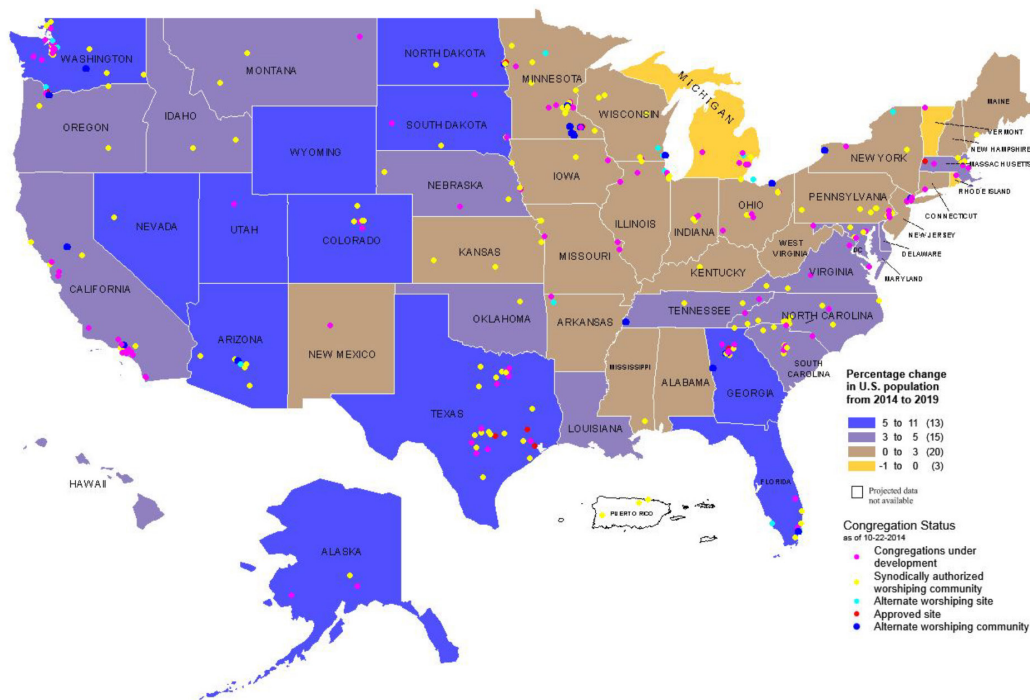 WASHINGTON
MONTANA
NORTH DAKOTA
MINNESOTA
MICHIGAN
MAINE
OREGON
IDAHO
SOUTH DAKOTA
WISCONSIN
VERMONT
NEW HAMPSHIRE
WYOMING
NEW YORK
MASSACHUSETTS
IOWA
RHODE ISLAND
NEBRASKA
PENNSYLVANIA
CONNECTICUT
NEVADA
UTAH
COLORADO
ILLINOIS
INDIANA
OHIO
NEW JERSEY
KANSAS
MISSOURI
WEST
VIRGINIA
DC
DELAWARE
CALIFORNIA
KENTUCKY
VIRGINIA
MARYLAND
OKLAHOMA
TENNESSEE
NORTH CAROLINA
ARIZONA
NEW MEXICO
ARKANSAS
SOUTH
CAROLINA
MISSISSIPPI
ALABAMA
GEORGIA
TEXAS
LOUISIANA
HAWAII
FLORIDA
PUERTO RICO
ALASKA
Percentage change
in U.S. population
from 2014 to 2019
5 to 11 (13)
3 to 5 (15)
0 to 3 (20)
-1 to 0 (3)
Projected data
not available
Congregation Status
as of 10-22-2014
Congregations under
development
Synodically authorized
worshiping community
Alternate worshiping site
Approved site
Alternate worshiping community